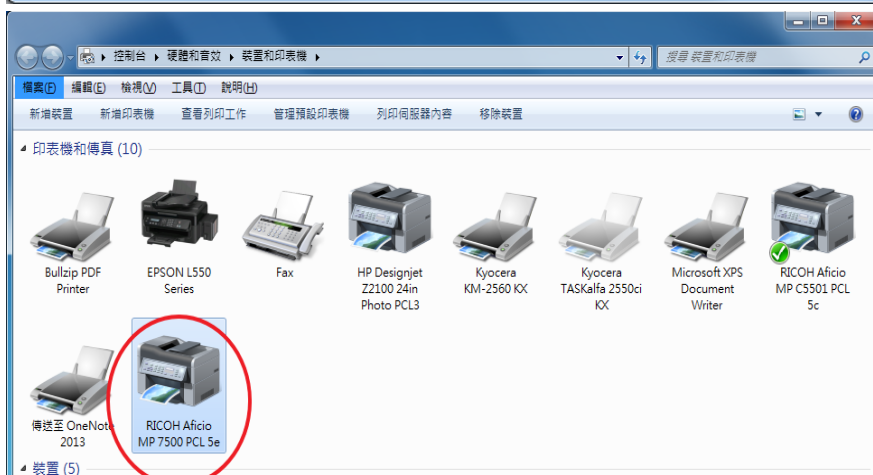 控制台 ▸ 硬體和音效 ▸ 裝置和印表機 ▸
搜尋 裝置和印表機
檔案(F) 編輯(E) 檢視(V) 工具(T) 說明(H)
新增裝置 新增印表機 查看列印工作 管理預設印表機 列印伺服器內容 移除裝置
印表機和傳真 (10)
Bullzip PDF
Printer
EPSON L550
Series
Fax
HP Designjet
Z2100 24in
Photo PCL3
Kyocera
KM-2560 KX
Kyocera
TASKalfa 2550ci
KX
Microsoft XPS
Document
Writer
RICOH Aficio
MP C5501 PCL
5c
傳送至 OneNote
2013
RICOH Aficio
MP 7500 PCL 5e
裝置 (5)